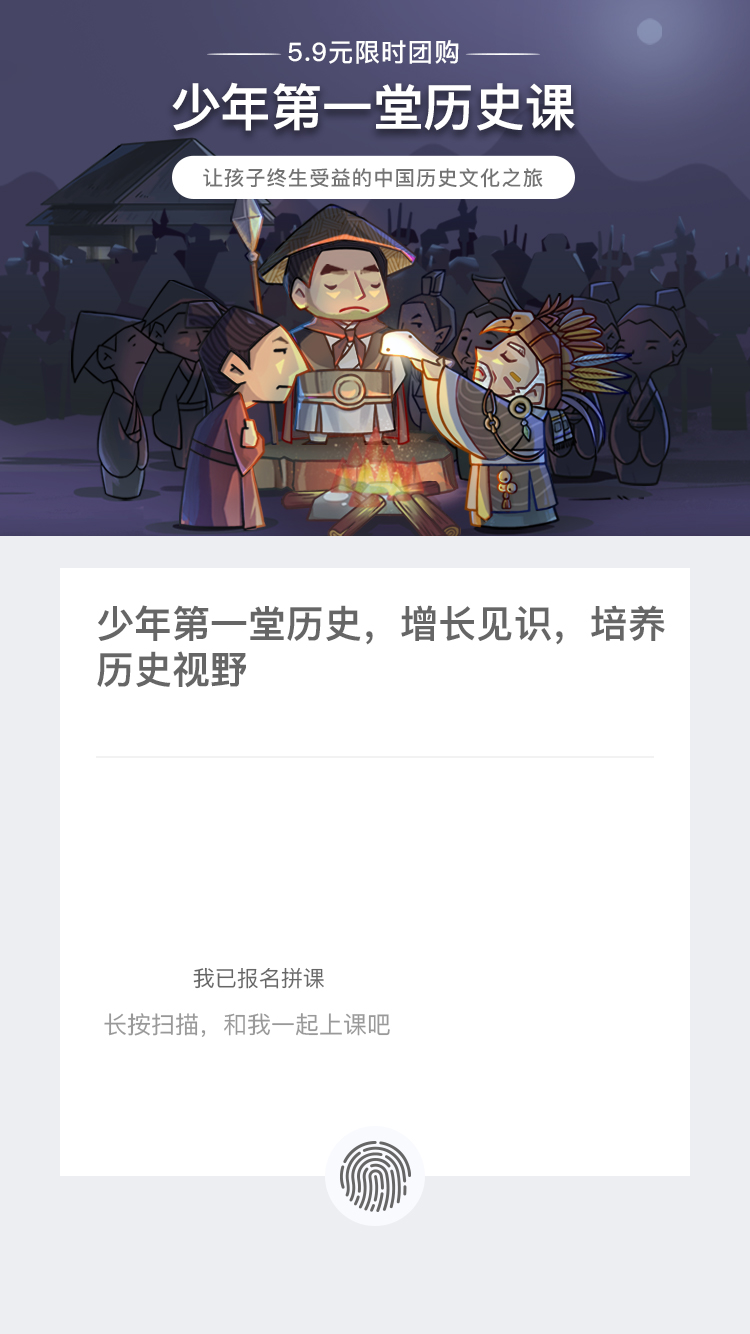 5.9元限时团购
少年第一堂历史课
让孩子终生受益的中国历史文化之旅
少年第一堂历史，增长见识，培养
历史视野
我已报名拼课
长按扫描，和我一起上课吧